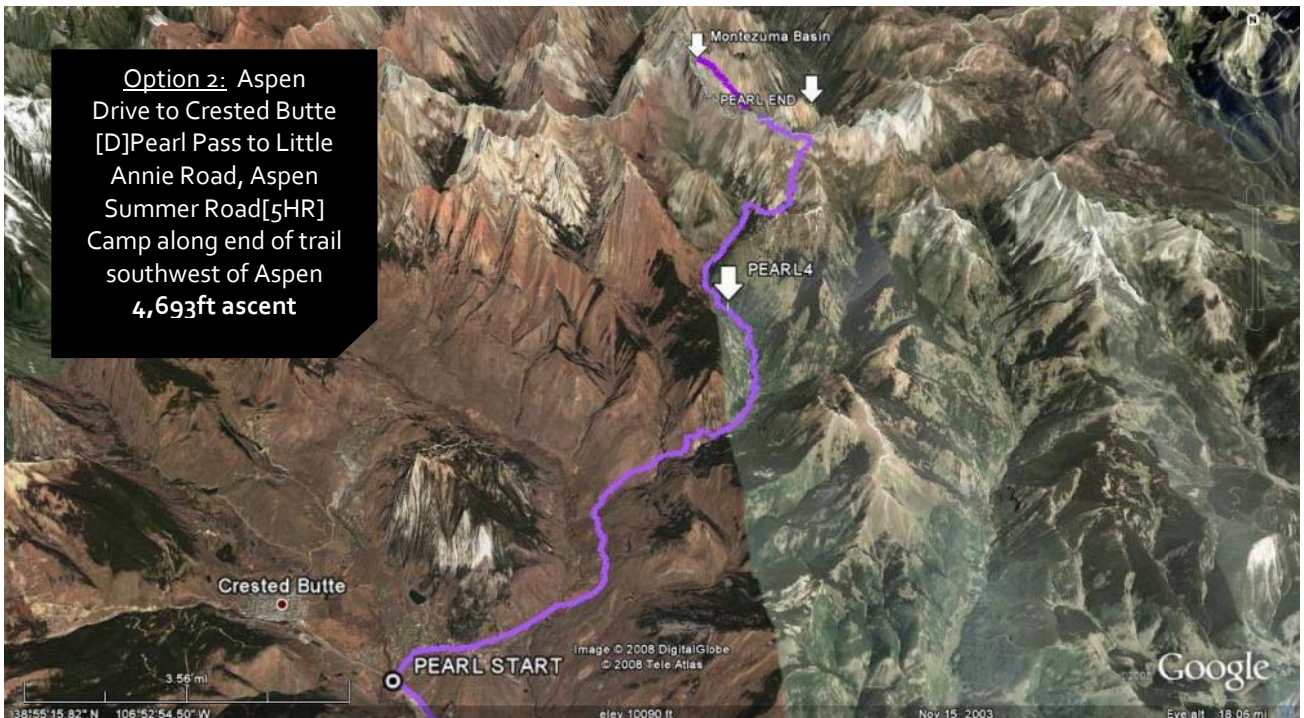 Option 2: Aspen
Drive to Crested Butte
[D]Pearl Pass to Little
Annie Road, Aspen
Summer Road[5HR]
Camp along end of trail
southwest of Aspen
4,693ft ascent
N
Montezuma Basin
PEARL END
PEARL4
Crested Butte
PEARL START
Image © 2008 DigitalGlobe
© 2008 Tele Atlas
Google
3.56 mi
38°55'15.82" N 106°52'54.50" W
elev 10090 ft
Nov 15, 2003
Eye alt 18.06 mi